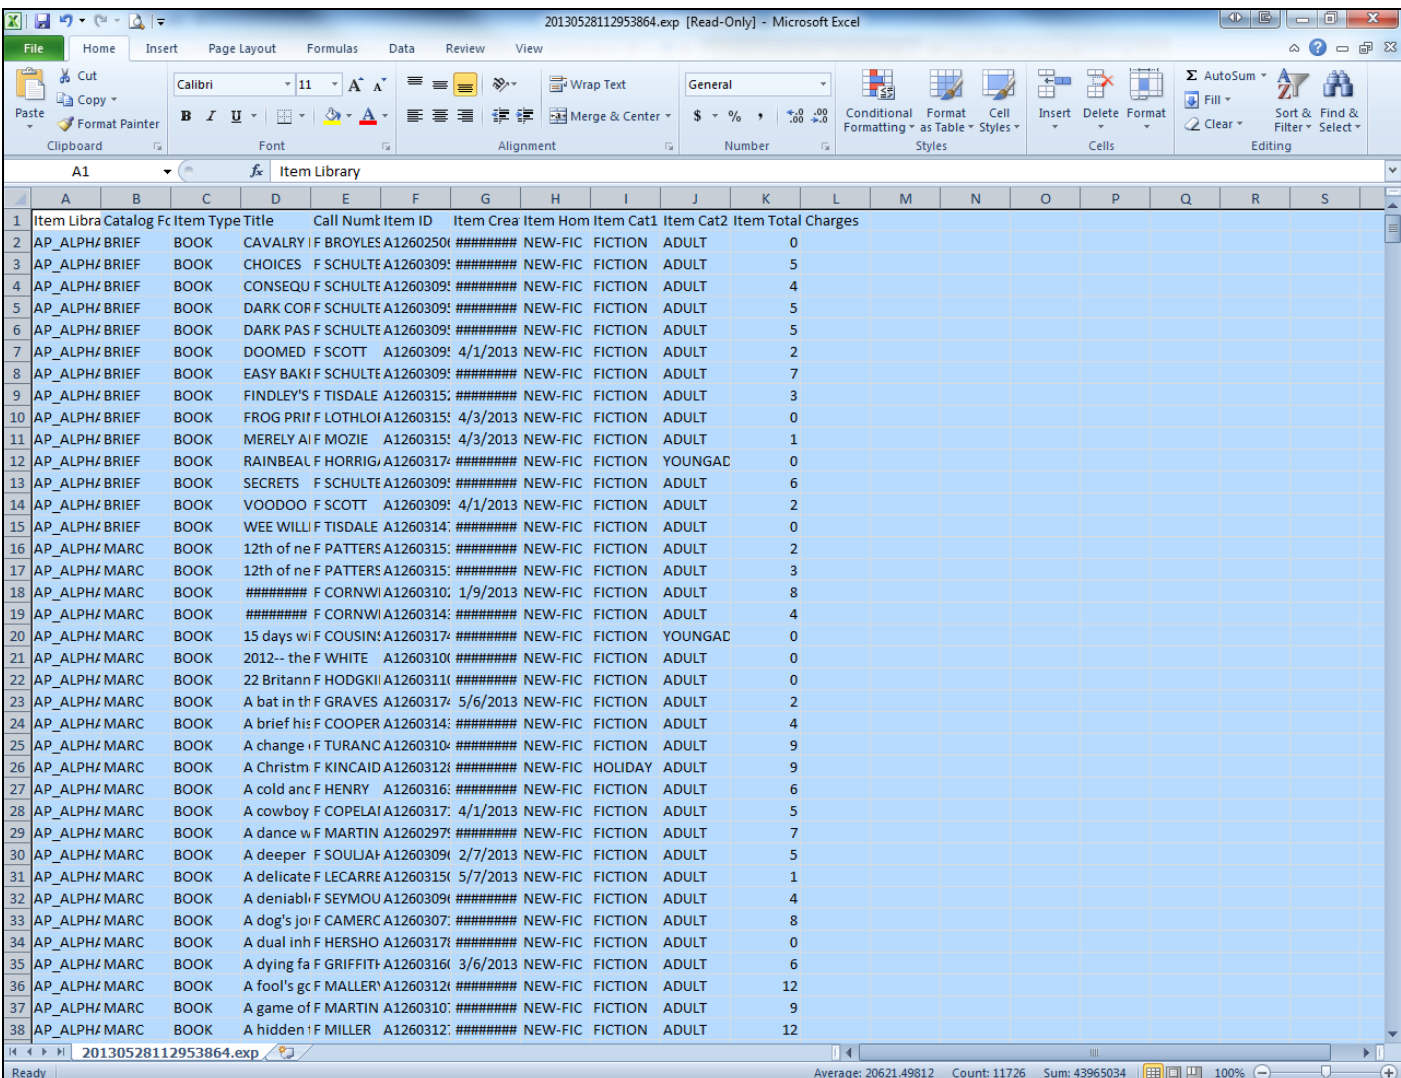 20130528112953864.exp [Read-Only] - Microsoft Excel
File Home Insert Page Layout Formulas Data Review View
Cut
Copy
Format Painter
Paste
Clipboard
Calibri 11
Font
Wrap Text
Merge & Center
Alignment
General
Number
Conditional Formatting
Format as Table
Cell Styles
Styles
Insert Delete Format
Cells
AutoSum
Fill
Clear
Sort & Filter
Find & Select
Editing
A1 fx Item Library
A B C D E F G H I J K L M N O P Q R S
1 Item Libra Catalog Fo Item Type Title Call Numb Item ID Item Crea Item Hom Item Cat1 Item Cat2 Item Total Charges
2 AP_ALPHA BRIEF BOOK CAVALRY F BROYLES A1260250 ######## NEW-FIC FICTION ADULT 0
3 AP_ALPHA BRIEF BOOK CHOICES F SCHULTE A1260309 ######## NEW-FIC FICTION ADULT 5
4 AP_ALPHA BRIEF BOOK CONSEQU F SCHULTE A1260309 ######## NEW-FIC FICTION ADULT 4
5 AP_ALPHA BRIEF BOOK DARK COR F SCHULTE A1260309 ######## NEW-FIC FICTION ADULT 5
6 AP_ALPHA BRIEF BOOK DARK PAS F SCHULTE A1260309 ######## NEW-FIC FICTION ADULT 5
7 AP_ALPHA BRIEF BOOK DOOMED F SCOTT A1260309 4/1/2013 NEW-FIC FICTION ADULT 2
8 AP_ALPHA BRIEF BOOK EASY BAKE F SCHULTE A1260309 ######## NEW-FIC FICTION ADULT 7
9 AP_ALPHA BRIEF BOOK FINDLEY'S F TISDALE A1260315 ######## NEW-FIC FICTION ADULT 3
10 AP_ALPHA BRIEF BOOK FROG PRI F LOTHLO A1260315 4/3/2013 NEW-FIC FICTION ADULT 0
11 AP_ALPHA BRIEF BOOK MERELY A F MOZIE A1260315 4/3/2013 NEW-FIC FICTION ADULT 1
12 AP_ALPHA BRIEF BOOK RAINBEAU F HORRIG A1260317 ######## NEW-FIC FICTION YOUNGAD 0
13 AP_ALPHA BRIEF BOOK SECRETS F SCHULTE A1260309 ######## NEW-FIC FICTION ADULT 6
14 AP_ALPHA BRIEF BOOK VOODOO F SCOTT A1260309 4/1/2013 NEW-FIC FICTION ADULT 2
15 AP_ALPHA BRIEF BOOK WEE WILL F TISDALE A1260314 ######## NEW-FIC FICTION ADULT 0
16 AP_ALPHA MARC BOOK 12th of ne F PATTERS A1260315 ######## NEW-FIC FICTION ADULT 2
17 AP_ALPHA MARC BOOK 12th of ne F PATTERS A1260315 ######## NEW-FIC FICTION ADULT 3
18 AP_ALPHA MARC BOOK ######## F CORNWI A1260310 1/9/2013 NEW-FIC FICTION ADULT 8
19 AP_ALPHA MARC BOOK ######## F CORNWI A1260314 ######## NEW-FIC FICTION ADULT 4
20 AP_ALPHA MARC BOOK 15 days wi F COUSINS A1260317 ######## NEW-FIC FICTION YOUNGAD 0
21 AP_ALPHA MARC BOOK 2012-- the F WHITE A1260310 ######## NEW-FIC FICTION ADULT 0
22 AP_ALPHA MARC BOOK 22 Britann F HODGKI A1260311 ######## NEW-FIC FICTION ADULT 0
23 AP_ALPHA MARC BOOK A bat in th F GRAVES A1260317 5/6/2013 NEW-FIC FICTION ADULT 2
24 AP_ALPHA MARC BOOK A brief his F COOPER A1260314 ######## NEW-FIC FICTION ADULT 4
25 AP_ALPHA MARC BOOK A change F TURANO A1260310 ######## NEW-FIC FICTION ADULT 9
26 AP_ALPHA MARC BOOK A Christm F KINCAID A1260312 ######## NEW-FIC HOLIDAY ADULT 9
27 AP_ALPHA MARC BOOK A cold and F HENRY A1260316 ######## NEW-FIC FICTION ADULT 6
28 AP_ALPHA MARC BOOK A cowboy F COPELA A1260317 4/1/2013 NEW-FIC FICTION ADULT 5
29 AP_ALPHA MARC BOOK A dance w F MARTIN A1260297 ######## NEW-FIC FICTION ADULT 7
30 AP_ALPHA MARC BOOK A deeper F SOULJAH A1260309 2/7/2013 NEW-FIC FICTION ADULT 5
31 AP_ALPHA MARC BOOK A delicate F LECARRE A1260315 5/7/2013 NEW-FIC FICTION ADULT 1
32 AP_ALPHA MARC BOOK A deniabl F SEYMOU A1260309 ######## NEW-FIC FICTION ADULT 4
33 AP_ALPHA MARC BOOK A dog's jo F CAMERO A1260307 ######## NEW-FIC FICTION ADULT 8
34 AP_ALPHA MARC BOOK A dual inh F HERSHO A1260317 ######## NEW-FIC FICTION ADULT 0
35 AP_ALPHA MARC BOOK A dying fa F GRIFFITH A1260316 3/6/2013 NEW-FIC FICTION ADULT 6
36 AP_ALPHA MARC BOOK A fool's go F MALLERY A1260312 ######## NEW-FIC FICTION ADULT 12
37 AP_ALPHA MARC BOOK A game of F MARTIN A1260310 ######## NEW-FIC FICTION ADULT 9
38 AP_ALPHA MARC BOOK A hidden F MILLER A1260312 ######## NEW-FIC FICTION ADULT 12
20130528112953864.exp
Ready Average: 20621.49812 Count: 11726 Sum: 43965034 100%